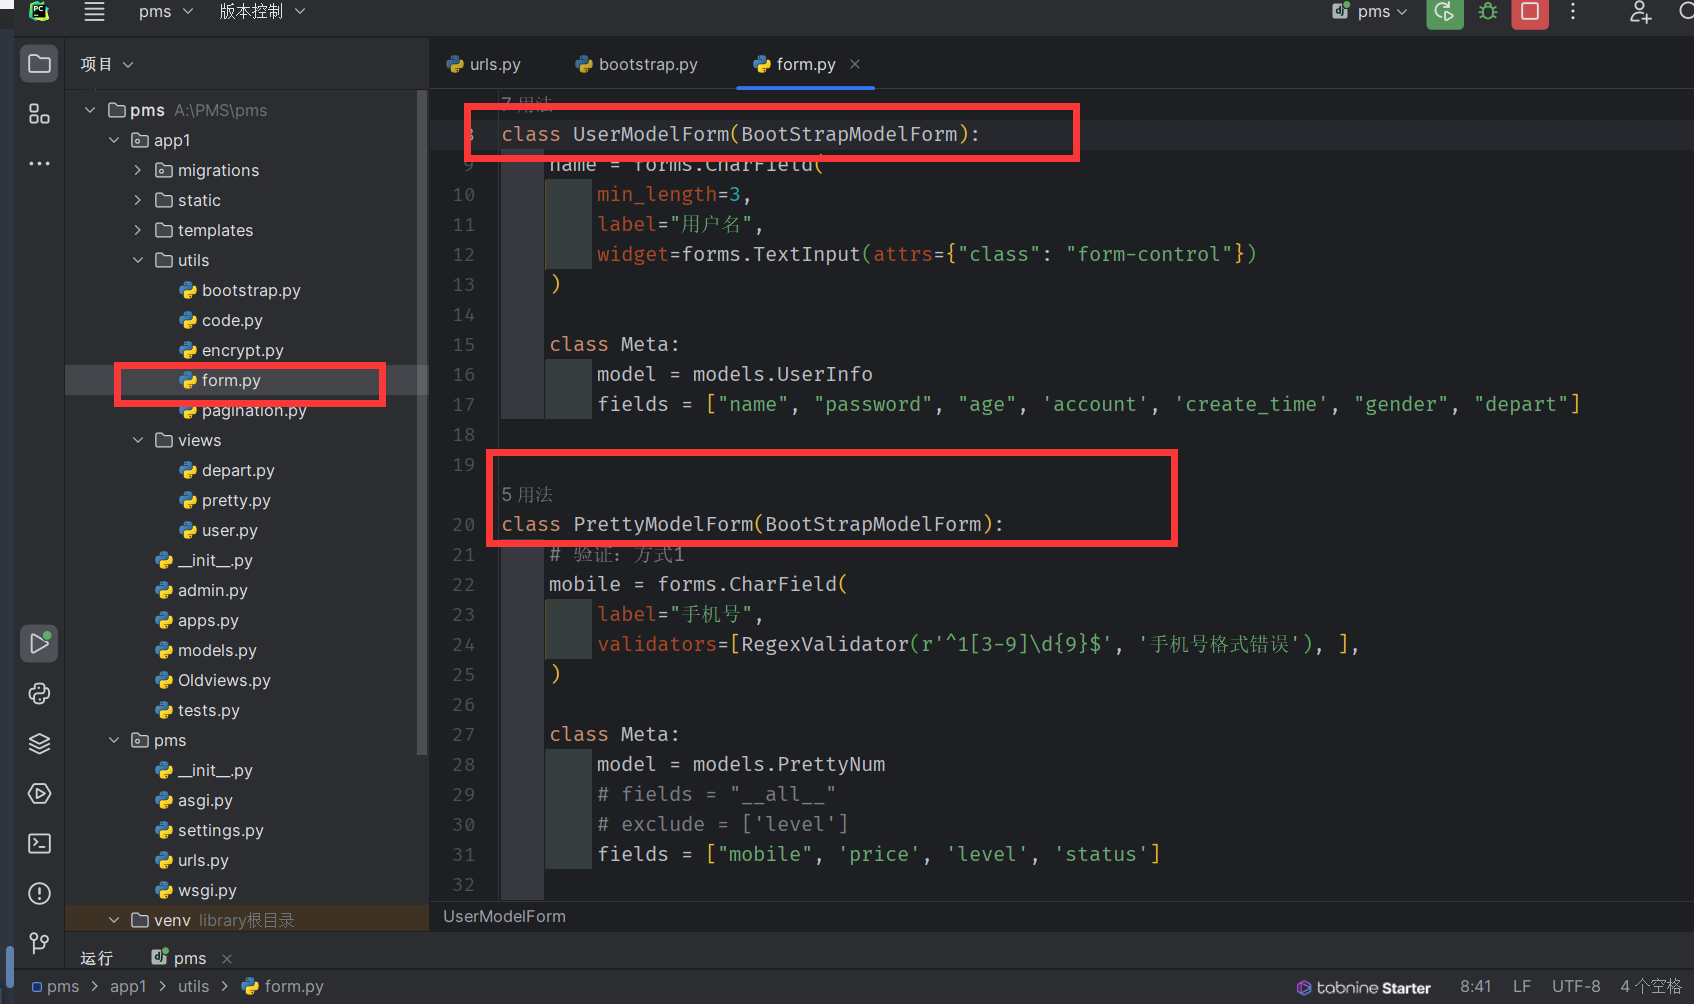 PC
pms
版本控制
pms
项目
urls.py
bootstrap.py
form.py
pms A:\PMS\pms
app1
migrations
static
templates
utils
bootstrap.py
code.py
encrypt.py
form.py
pagination.py
views
depart.py
pretty.py
user.py
__init__.py
admin.py
apps.py
models.py
Oldviews.py
tests.py
pms
__init__.py
asgi.py
settings.py
urls.py
wsgi.py
venv library根目录
7 用法
8 class UserModelForm(BootStrapModelForm):
9 name = forms.CharField(
10 min_length=3,
11 label="用户名",
12 widget=forms.TextInput(attrs={"class": "form-control"})
13 )
14
15 class Meta:
16 model = models.UserInfo
17 fields = ["name", "password", "age", 'account', 'create_time', "gender", "depart"]
18
19
5 用法
20 class PrettyModelForm(BootStrapModelForm):
21 # 验证：方式1
22 mobile = forms.CharField(
23 label="手机号",
24 validators=[RegexValidator(r'^1[3-9]\d{9}$', '手机号格式错误'), ],
25 )
26
27 class Meta:
28 model = models.PrettyNum
29 # fields = "__all__"
30 # exclude = ['level']
31 fields = ["mobile", 'price', 'level', 'status']
32
UserModelForm
运行
pms
pms > app1 > utils > form.py
tabnine Starter
8:41
LF
UTF-8
4 个空格